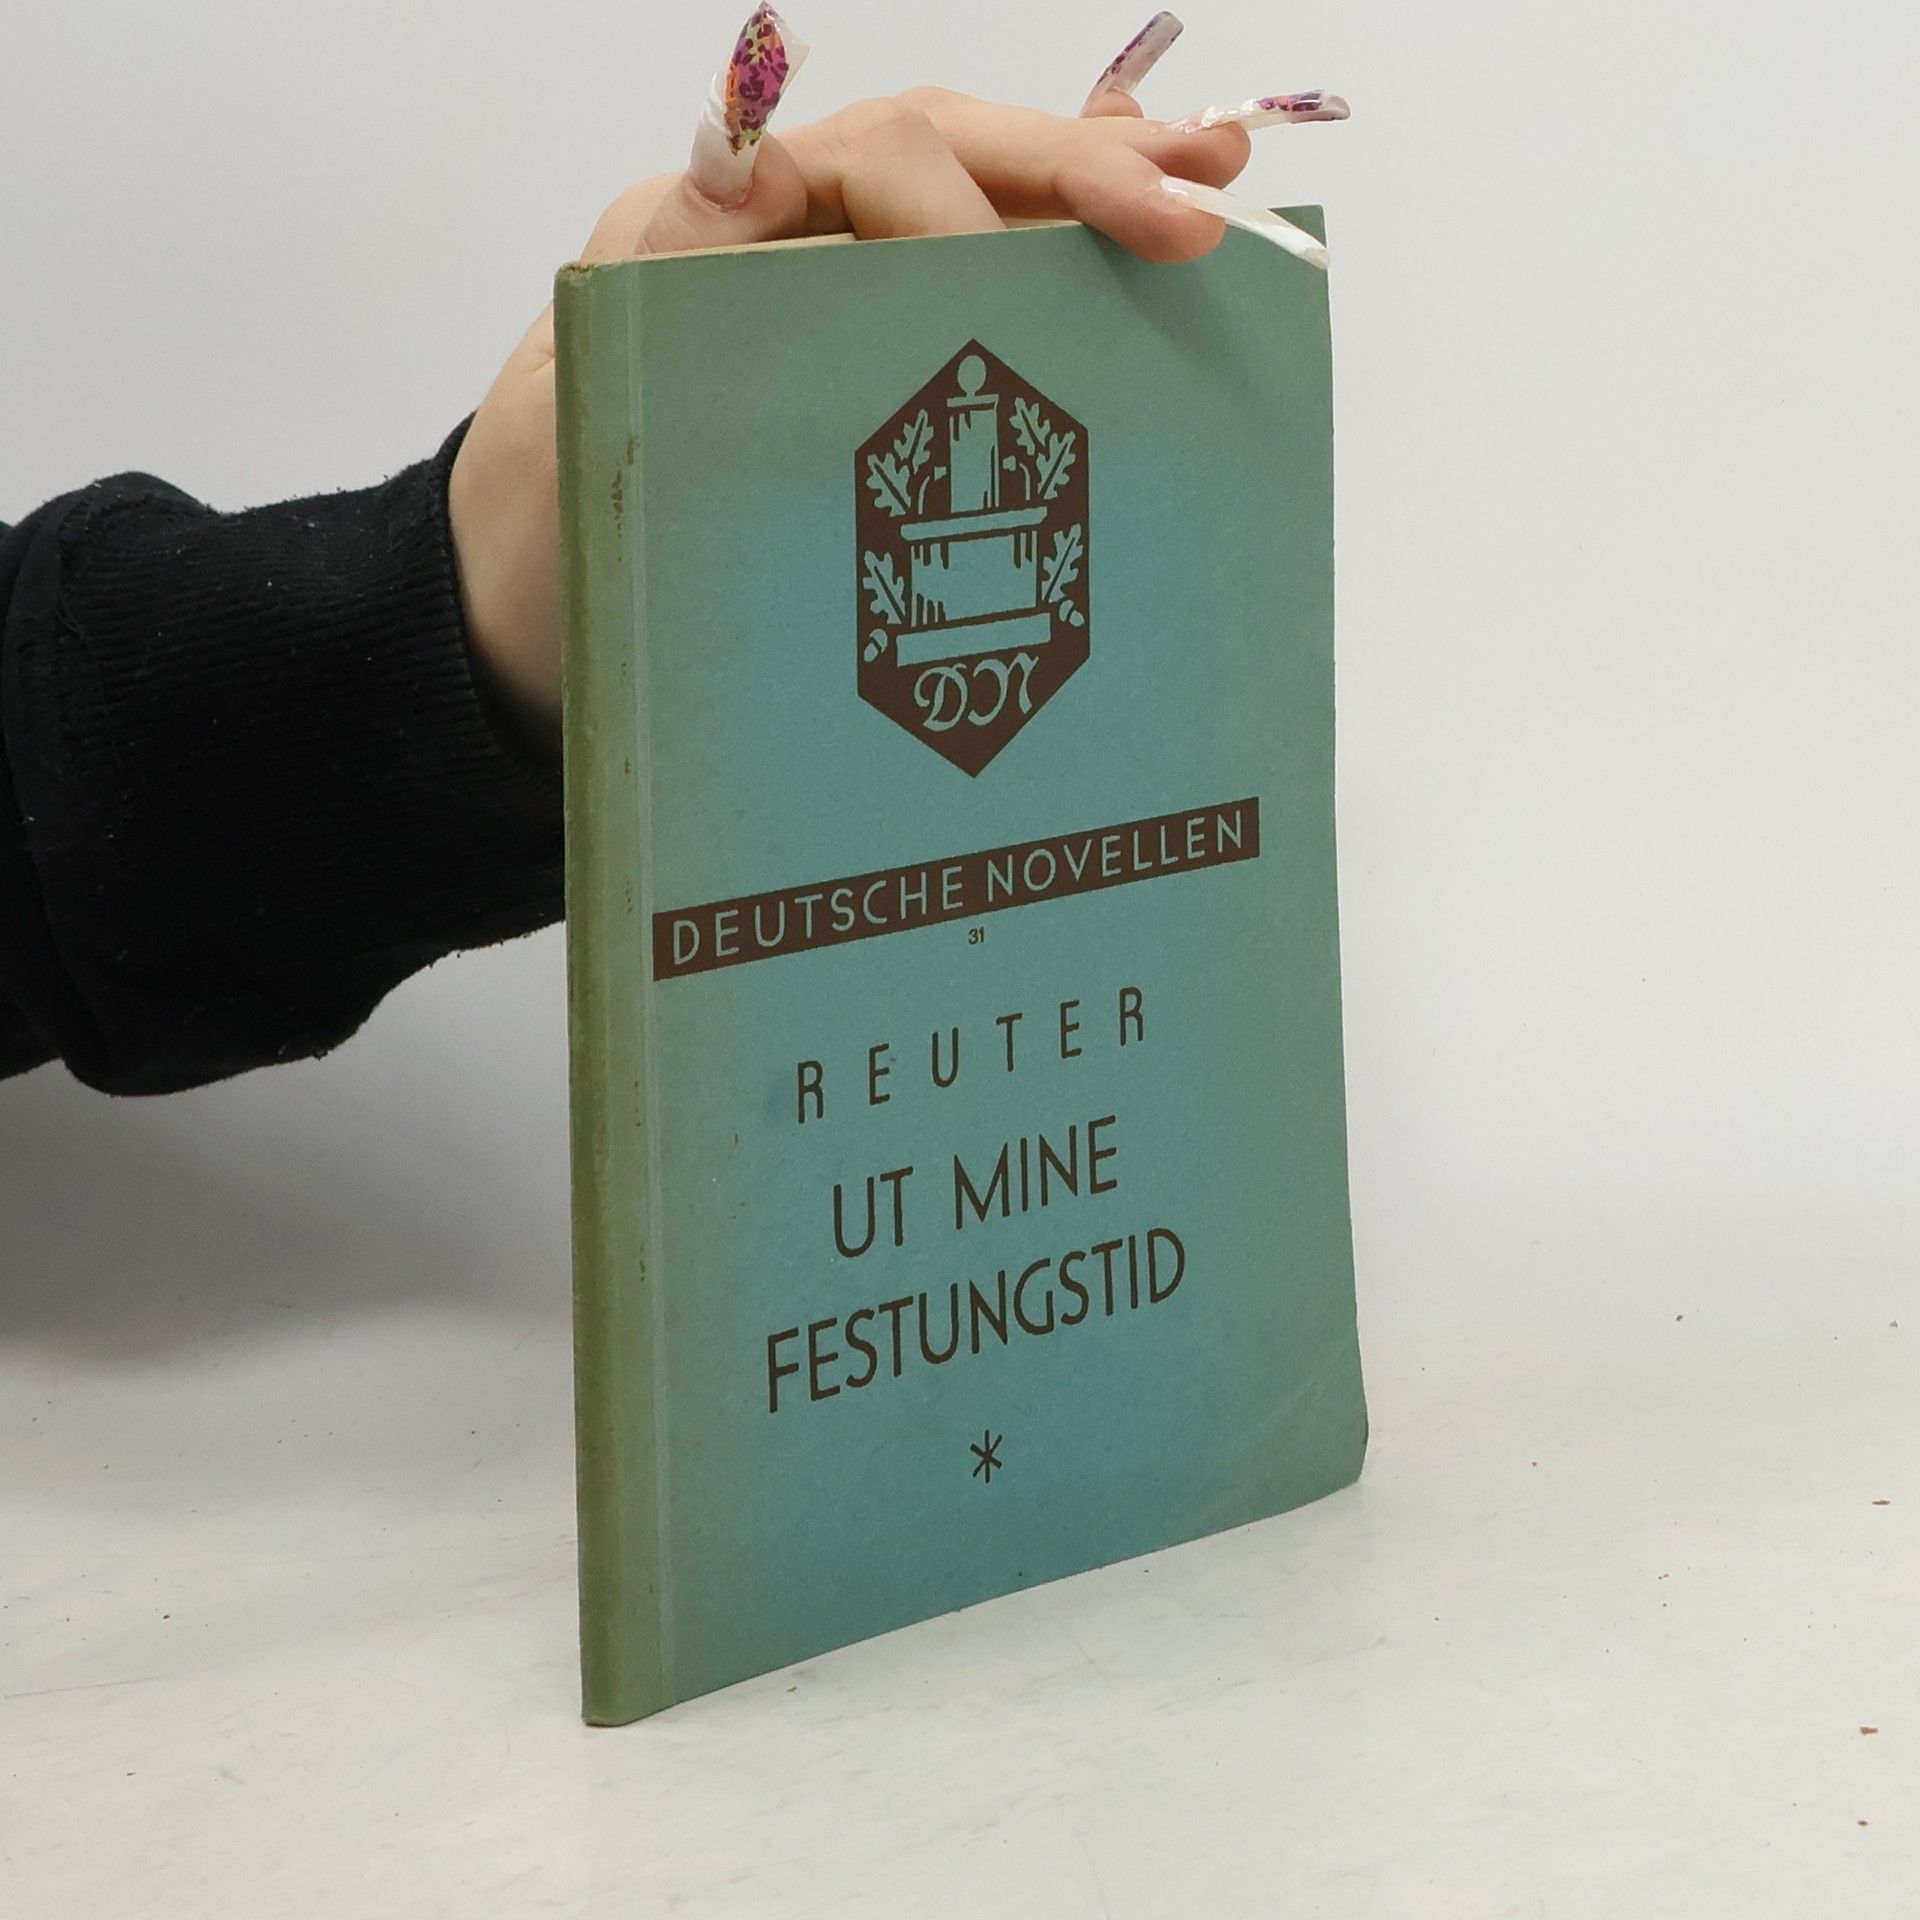 DN
DEUTSCHE NOVELLEN
31
REUTER
UT MINE
FESTUNGSTID
*